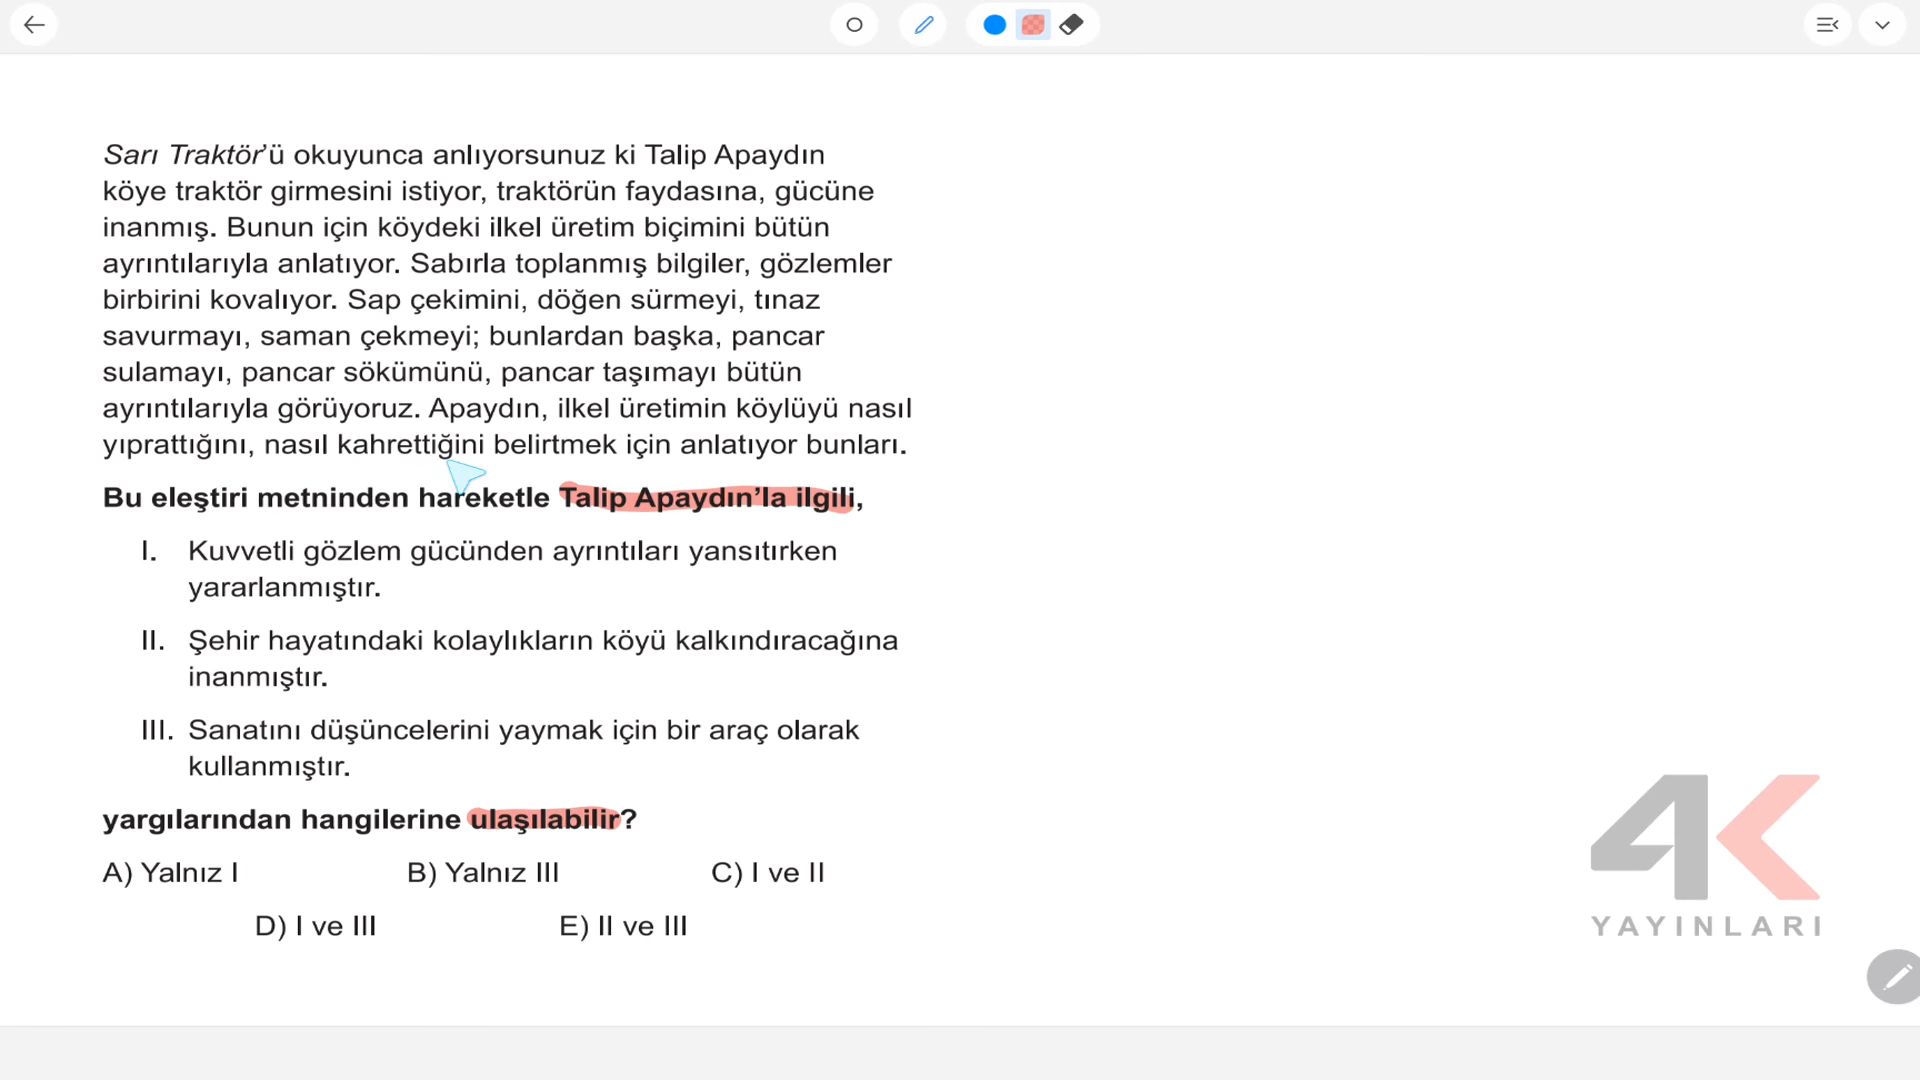 Sarı Traktör'ü okuyunca anlıyorsunuz ki Talip Apaydın
köye traktör girmesini istiyor, traktörün faydasına, gücüne
inanmış. Bunun için köydeki ilkel üretim biçimini bütün
ayrıntılarıyla anlatıyor. Sabırla toplanmış bilgiler, gözlemler
birbirini kovalıyor. Sap çekimini, döğen sürmeyi, tınaz
savurmayı, saman çekmeyi; bunlardan başka, pancar
sulamayı, pancar sökümünü, pancar taşımayı bütün
ayrıntılarıyla görüyoruz. Apaydın, ilkel üretimin köylüyü nasıl
yıprattığını, nasıl kahrettiğini belirtmek için anlatıyor bunları.
Bu eleştiri metninden hareketle Talip Apaydın'la ilgili,
I. Kuvvetli gözlem gücünden ayrıntıları yansıtırken
yararlanmıştır.
II. Şehir hayatındaki kolaylıkların köyü kalkındıracağına
inanmıştır.
III. Sanatını düşüncelerini yaymak için bir araç olarak
kullanmıştır.
yargılarından hangilerine ulaşılabilir?
A) Yalnız I B) Yalnız III C) I ve II
D) I ve III E) II ve III
4K
YAYINLARI